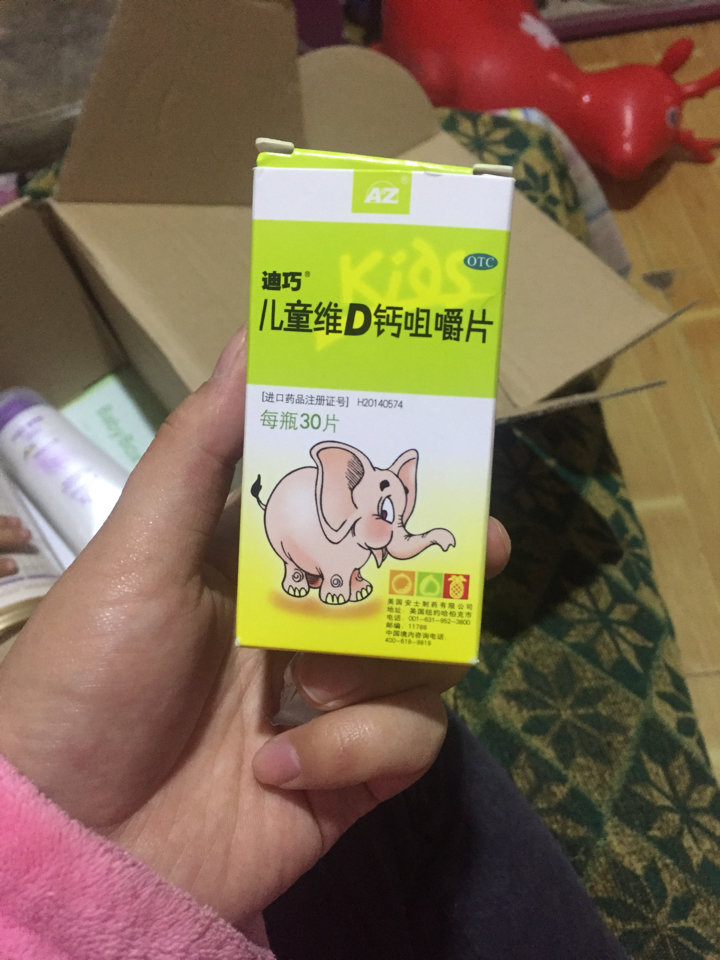 AZ®
Kids
OTC
迪巧®
儿童维D钙咀嚼片
[进口药品注册证号] H20140574
每瓶30片
美国安士制药有限公司
地址：美国纽约哈帕克市
电话：001-631-952-3800
邮编：11788
中国境内咨询电话：
400-619-9819